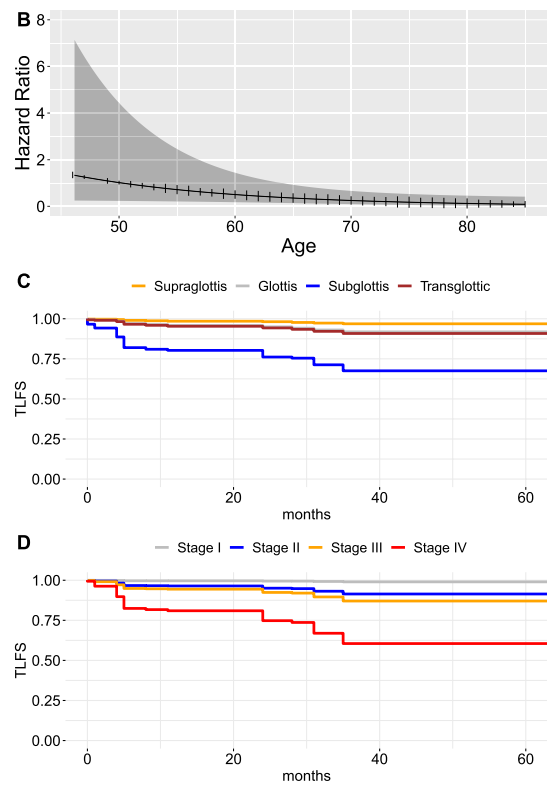 B
Hazard Ratio
8
6
4
2
0
50 60 70 80
Age
C
Supraglottis Glottis Subglottis Transglottic
TLFS
1.00
0.75
0.50
0.25
0.00
0 20 40 60
months
D
Stage I Stage II Stage III Stage IV
TLFS
1.00
0.75
0.50
0.25
0.00
0 20 40 60
months